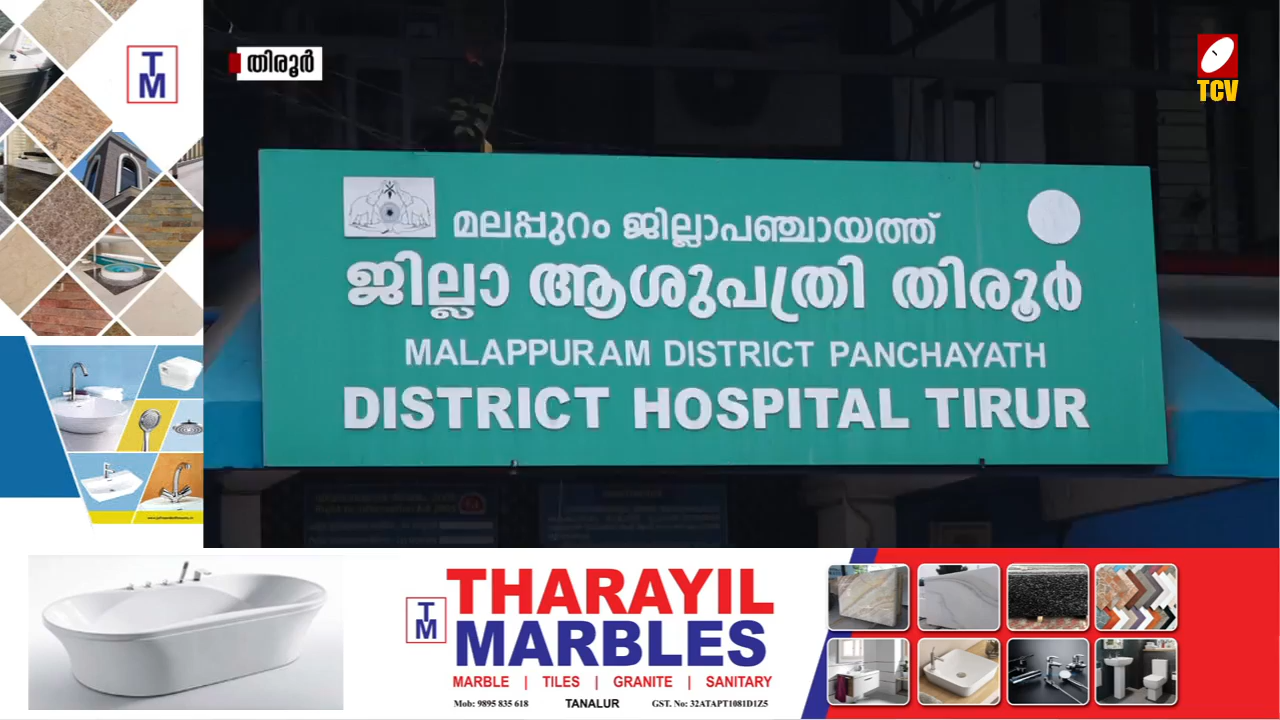 TM
തിരൂർ
TCV
മലപ്പുറം ജില്ലാപഞ്ചായത്ത്
ജില്ലാ ആശുപത്രി തിരൂർ
MALAPPURAM DISTRICT PANCHAYATH
DISTRICT HOSPITAL TIRUR
TM
THARAYIL
MARBLES
MARBLE | TILES | GRANITE | SANITARY
Mob: 9895 835 618 TANALUR GST. No: 32ATAPT1081D1Z5